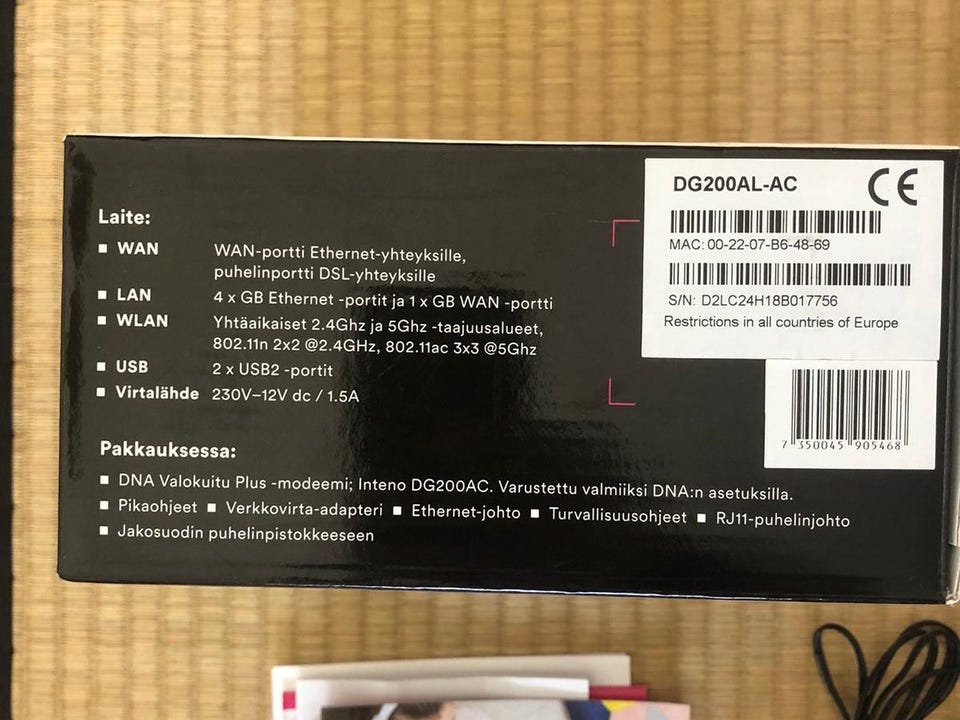 Laite:
▪ WAN WAN-portti Ethernet-yhteyksille,
puhelinportti DSL-yhteyksille
▪ LAN 4 x GB Ethernet -portit ja 1 x GB WAN -portti
▪ WLAN Yhtäaikaiset 2.4Ghz ja 5Ghz -taajuusalueet,
802.11n 2x2 @2.4GHz, 802.11ac 3x3 @5Ghz
▪ USB 2 x USB2 -portit
▪ Virtalähde 230V–12V dc / 1.5A
Pakkauksessa:
▪ DNA Valokuitu Plus -modeemi; Inteno DG200AC. Varustettu valmiiksi DNA:n asetuksilla.
▪ Pikaohjeet ▪ Verkkovirta-adapteri ▪ Ethernet-johto ▪ Turvallisuusohjeet ▪ RJ11-puhelinjohto
▪ Jakosuodin puhelinpistokkeeseen
DG200AL-AC CE
MAC: 00-22-07-B6-48-69
S/N: D2LC24H18B017756
Restrictions in all countries of Europe
7 350045 905468